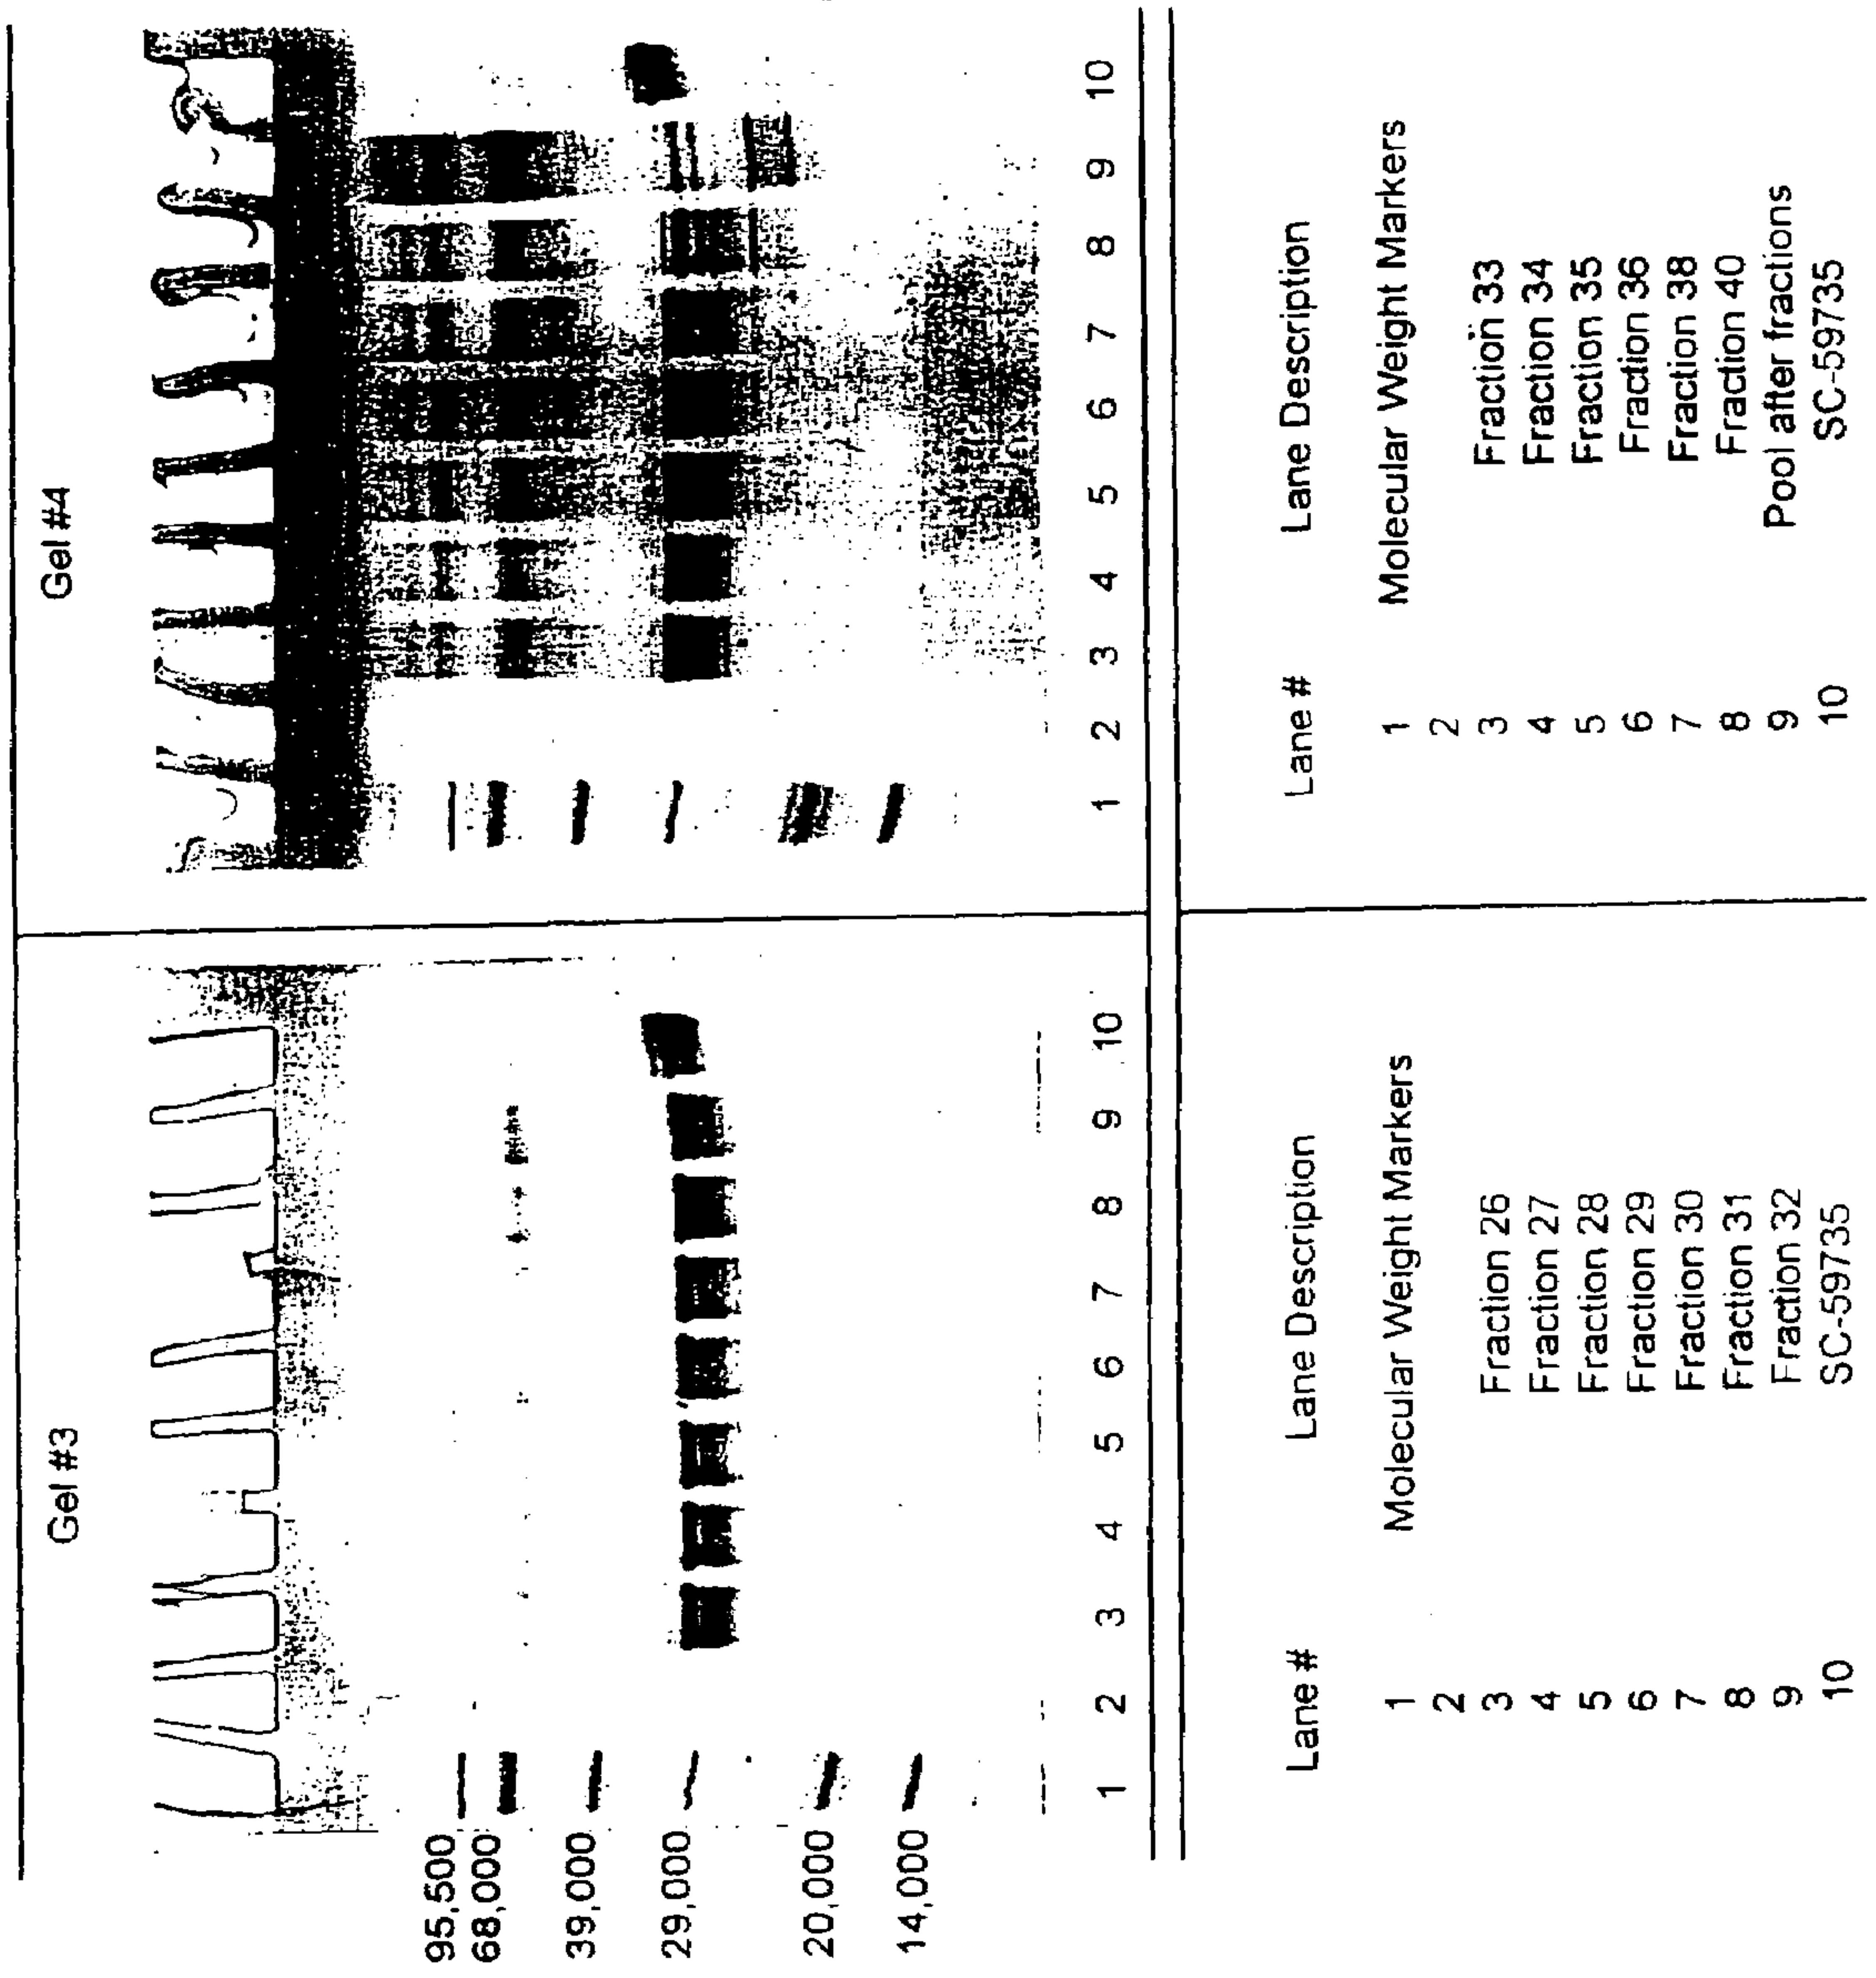 Gel #3
95,500
68,000
39,000
29,000
20,000
14,000
1 2 3 4 5 6 7 8 9 10
Lane # Lane Description
1 Molecular Weight Markers
2
3 Fraction 26
4 Fraction 27
5 Fraction 28
6 Fraction 29
7 Fraction 30
8 Fraction 31
9 Fraction 32
10 SC-59735
Gel #4
1 2 3 4 5 6 7 8 9 10
Lane # Lane Description
1 Molecular Weight Markers
2
3 Fraction 33
4 Fraction 34
5 Fraction 35
6 Fraction 36
7 Fraction 38
8 Fraction 40
9 Pool after fractions
10 SC-59735